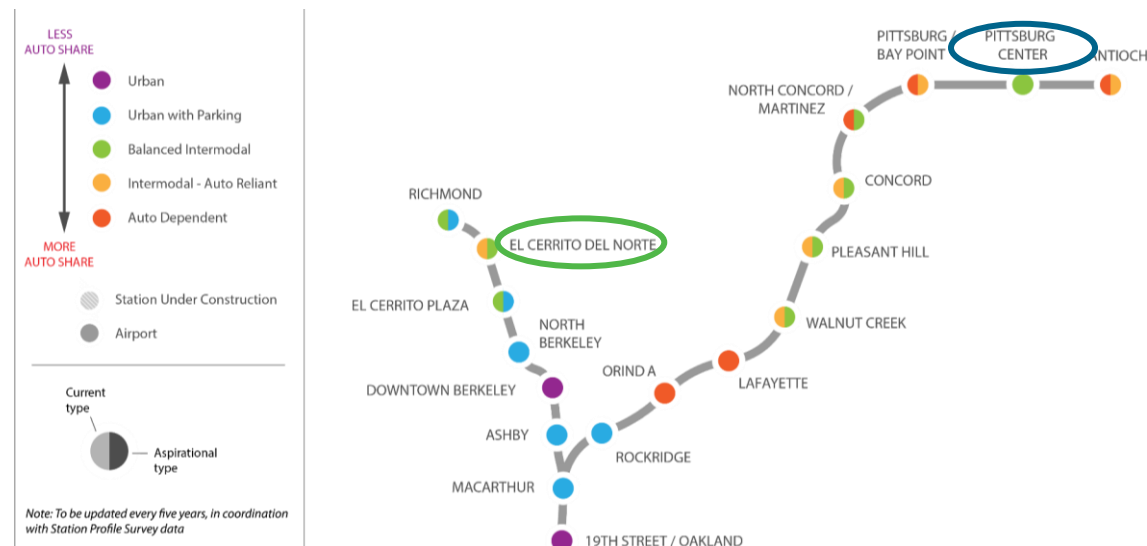 LESS
AUTO SHARE
Urban
Urban with Parking
Balanced Intermodal
Intermodal - Auto Reliant
Auto Dependent
MORE
AUTO SHARE
Station Under Construction
Airport
Current
type
Aspirational
type
Note: To be updated every five years, in coordination
with Station Profile Survey data
PITTSBURG /
BAY POINT
PITTSBURG
CENTER
ANTIOCH
NORTH CONCORD /
MARTINEZ
CONCORD
RICHMOND
EL CERRITO DEL NORTE
PLEASANT HILL
EL CERRITO PLAZA
WALNUT CREEK
NORTH
BERKELEY
ORIND A
LAFAYETTE
DOWNTOWN BERKELEY
ASHBY
ROCKRIDGE
MACARTHUR
19TH STREET / OAKLAND